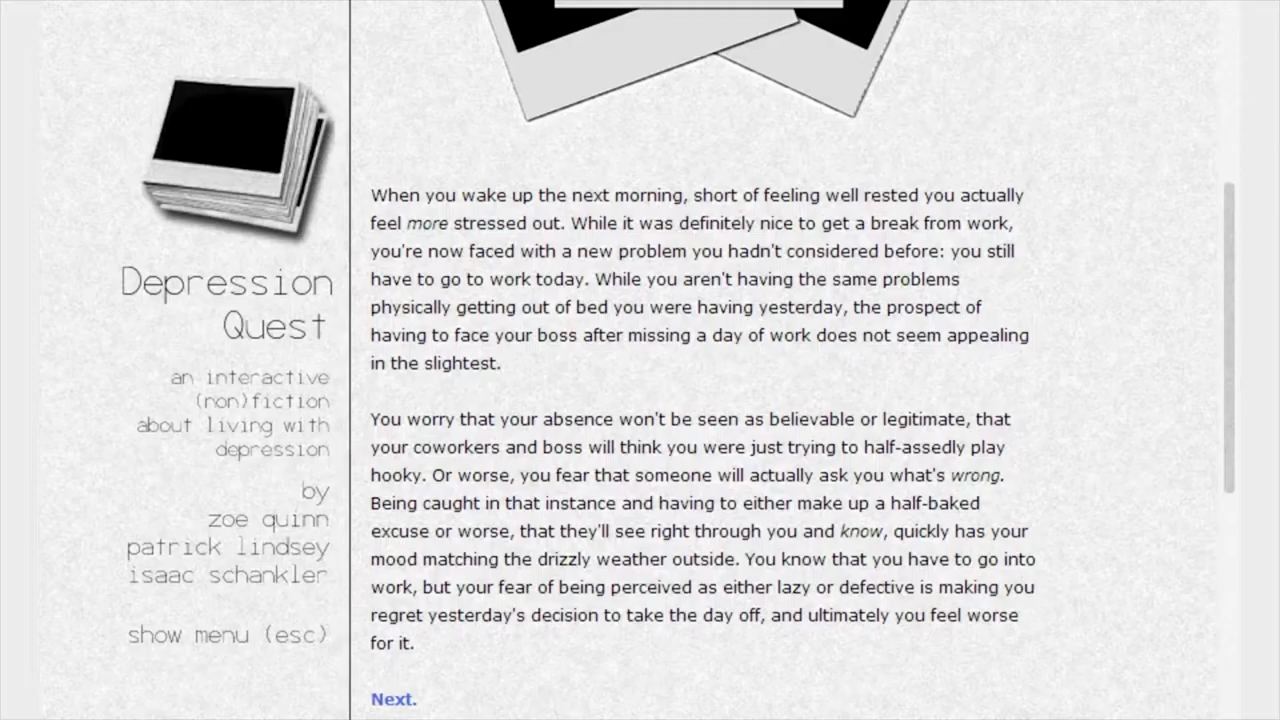 Depression
Quest
an interactive
(non)fiction
about living with
depression
by
zoe quinn
patrick lindsey
isaac schankler
show menu (esc)
When you wake up the next morning, short of feeling well rested you actually
feel more stressed out. While it was definitely nice to get a break from work,
you're now faced with a new problem you hadn't considered before: you still
have to go to work today. While you aren't having the same problems
physically getting out of bed you were having yesterday, the prospect of
having to face your boss after missing a day of work does not seem appealing
in the slightest.
You worry that your absence won't be seen as believable or legitimate, that
your coworkers and boss will think you were just trying to half-assedly play
hooky. Or worse, you fear that someone will actually ask you what's wrong.
Being caught in that instance and having to either make up a half-baked
excuse or worse, that they'll see right through you and know, quickly has your
mood matching the drizzly weather outside. You know that you have to go into
work, but your fear of being perceived as either lazy or defective is making you
regret yesterday's decision to take the day off, and ultimately you feel worse
for it.
Next.